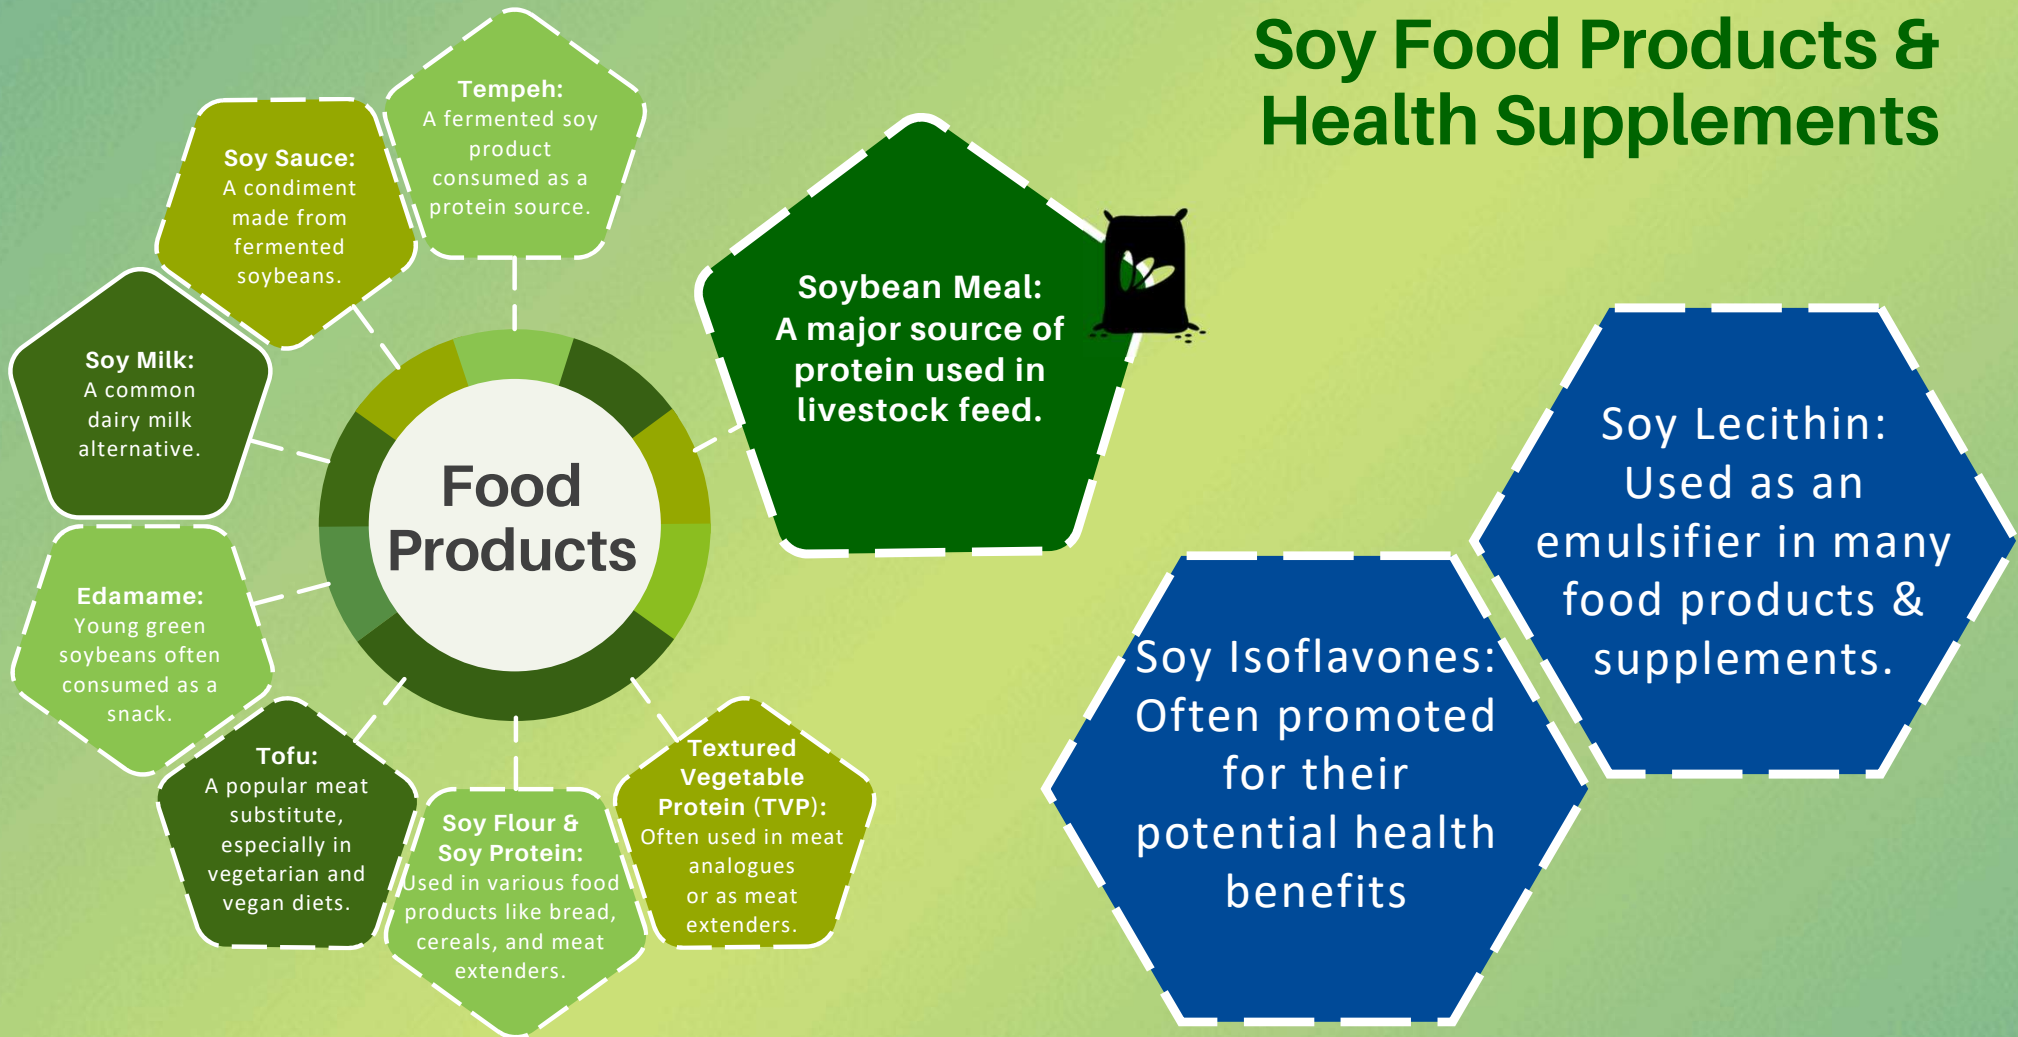 Soy Food Products &
Health Supplements
Tempeh:
A fermented soy
product
consumed as a
protein source.
Soy Sauce:
A condiment
made from
fermented
soybeans.
Soy Milk:
A common
dairy milk
alternative.
Edamame:
Young green
soybeans often
consumed as a
snack.
Tofu:
A popular meat
substitute,
especially in
vegetarian and
vegan diets.
Soy Flour &
Soy Protein:
Used in various food
products like bread,
cereals, and meat
extenders.
Textured
Vegetable
Protein (TVP):
Often used in meat
analogues
or as meat
extenders.
Food
Products
Soybean Meal:
A major source of
protein used in
livestock feed.
Soy Isoflavones:
Often promoted
for their
potential health
benefits
Soy Lecithin:
Used as an
emulsifier in many
food products &
supplements.